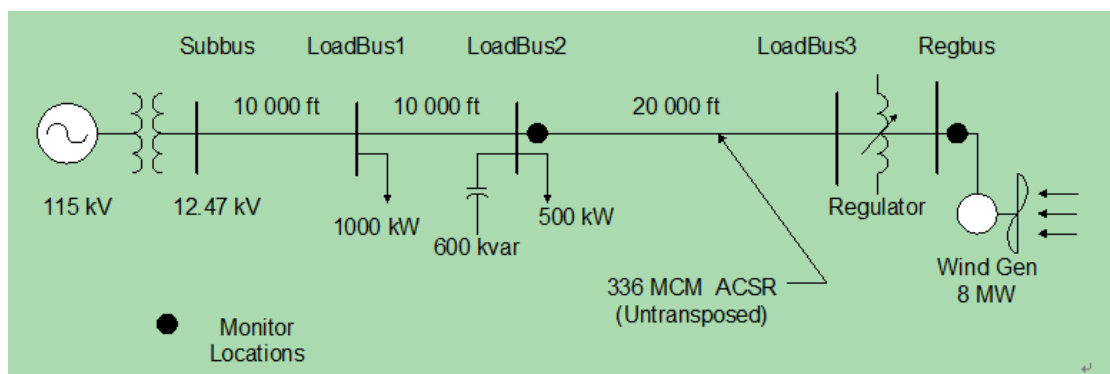 Subbus
LoadBus1
LoadBus2
LoadBus3
Regbus
10 000 ft
10 000 ft
20 000 ft
115 kV
12.47 kV
1000 kW
600 kvar
500 kW
Regulator
Wind Gen
8 MW
336 MCM ACSR
(Untransposed)
Monitor
Locations